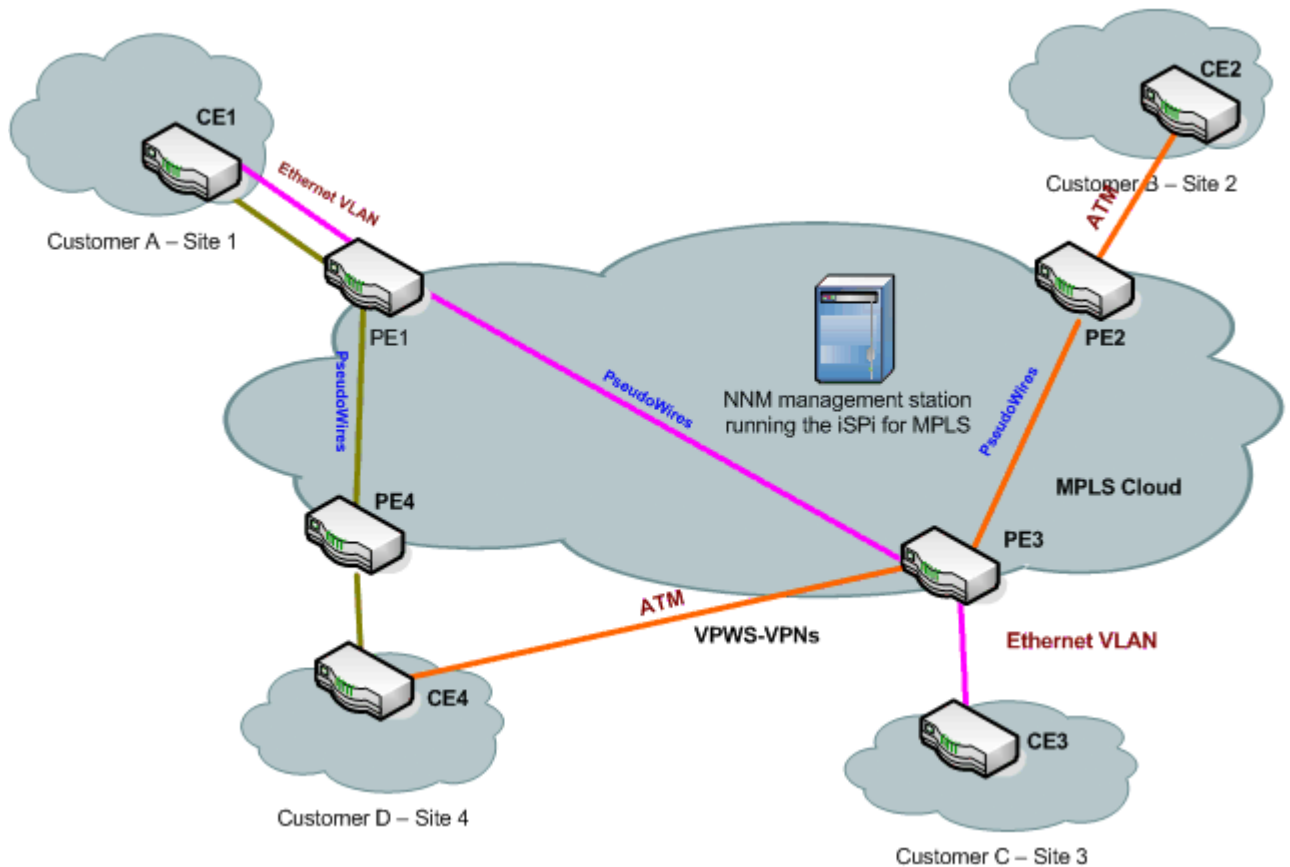 CE2
CE1
Ethernet VLAN
Customer B – Site 2
ATM
Customer A – Site 1
PE1
PE2
PseudoWires
PseudoWires
PseudoWires
NNM management station
running the iSPi for MPLS
MPLS Cloud
PE4
PE3
ATM
VPWS-VPNs
Ethernet VLAN
CE4
CE3
Customer D – Site 4
Customer C – Site 3